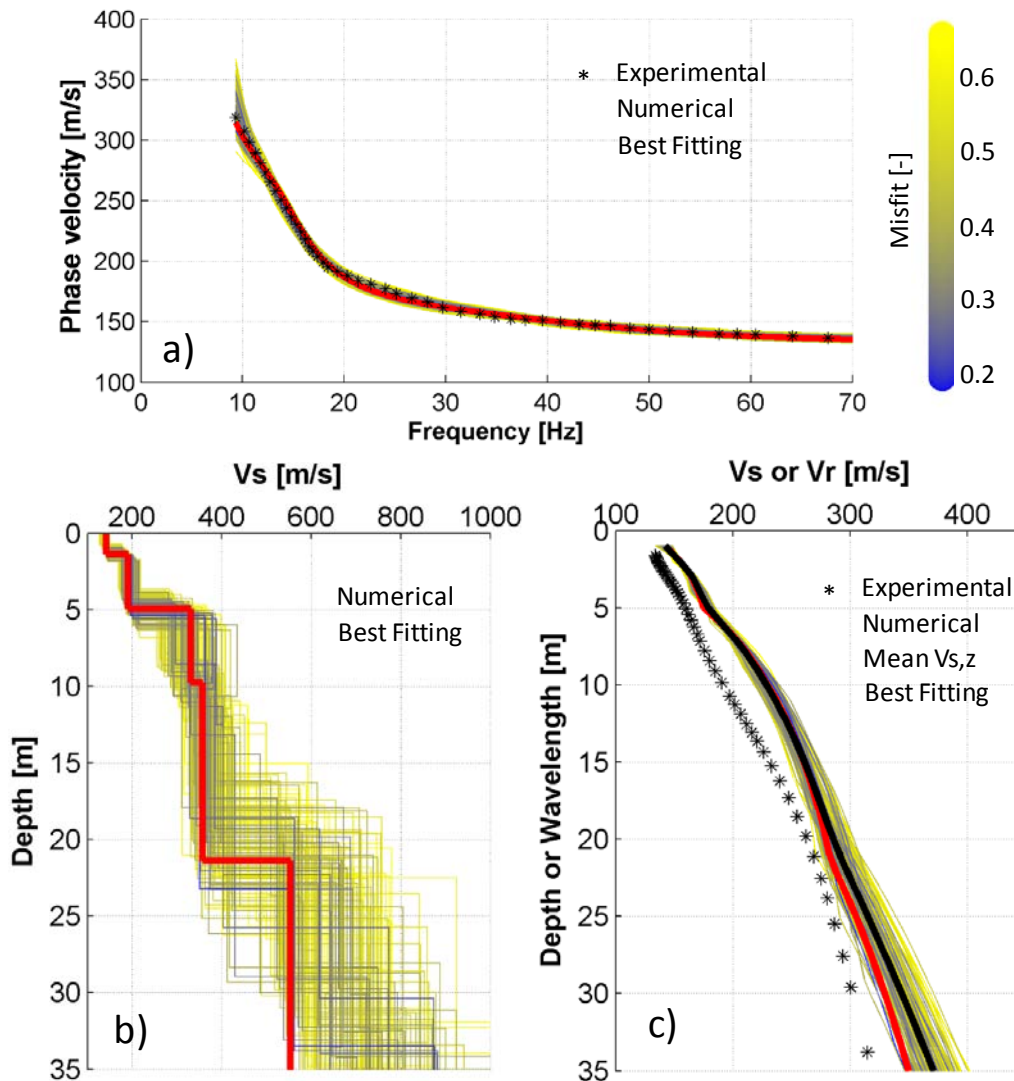 400
350
300
250
200
150
100
Phase velocity [m/s]
* Experimental
Numerical
Best Fitting
a)
0 10 20 30 40 50 60 70
Frequency [Hz]
0.6
0.5
0.4
0.3
0.2
Misfit [-]
Vs [m/s]
200 400 600 800 1000
0
5
10
15
20
25
30
35
Depth [m]
Numerical
Best Fitting
b)
Vs or Vr [m/s]
100 200 300 400
0
5
10
15
20
25
30
35
Depth or Wavelength [m]
* Experimental
Numerical
Mean Vs,z
Best Fitting
c)